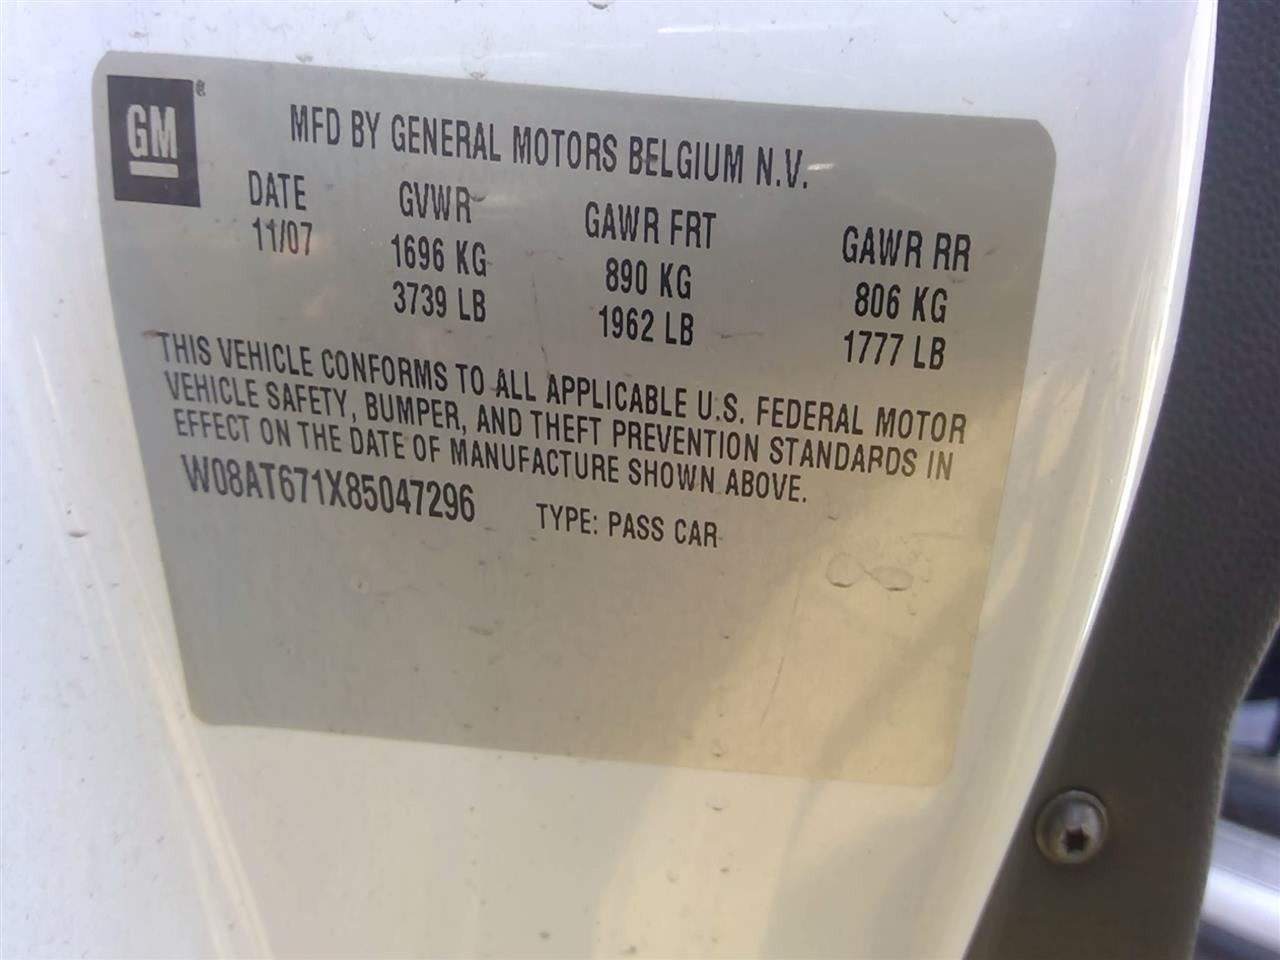 GM®
MFD BY GENERAL MOTORS BELGIUM N.V.
DATE GVWR GAWR FRT GAWR RR
11/07 1696 KG 890 KG 806 KG
3739 LB 1962 LB 1777 LB
THIS VEHICLE CONFORMS TO ALL APPLICABLE U.S. FEDERAL MOTOR
VEHICLE SAFETY, BUMPER, AND THEFT PREVENTION STANDARDS IN
EFFECT ON THE DATE OF MANUFACTURE SHOWN ABOVE.
W08AT671X85047296 TYPE: PASS CAR